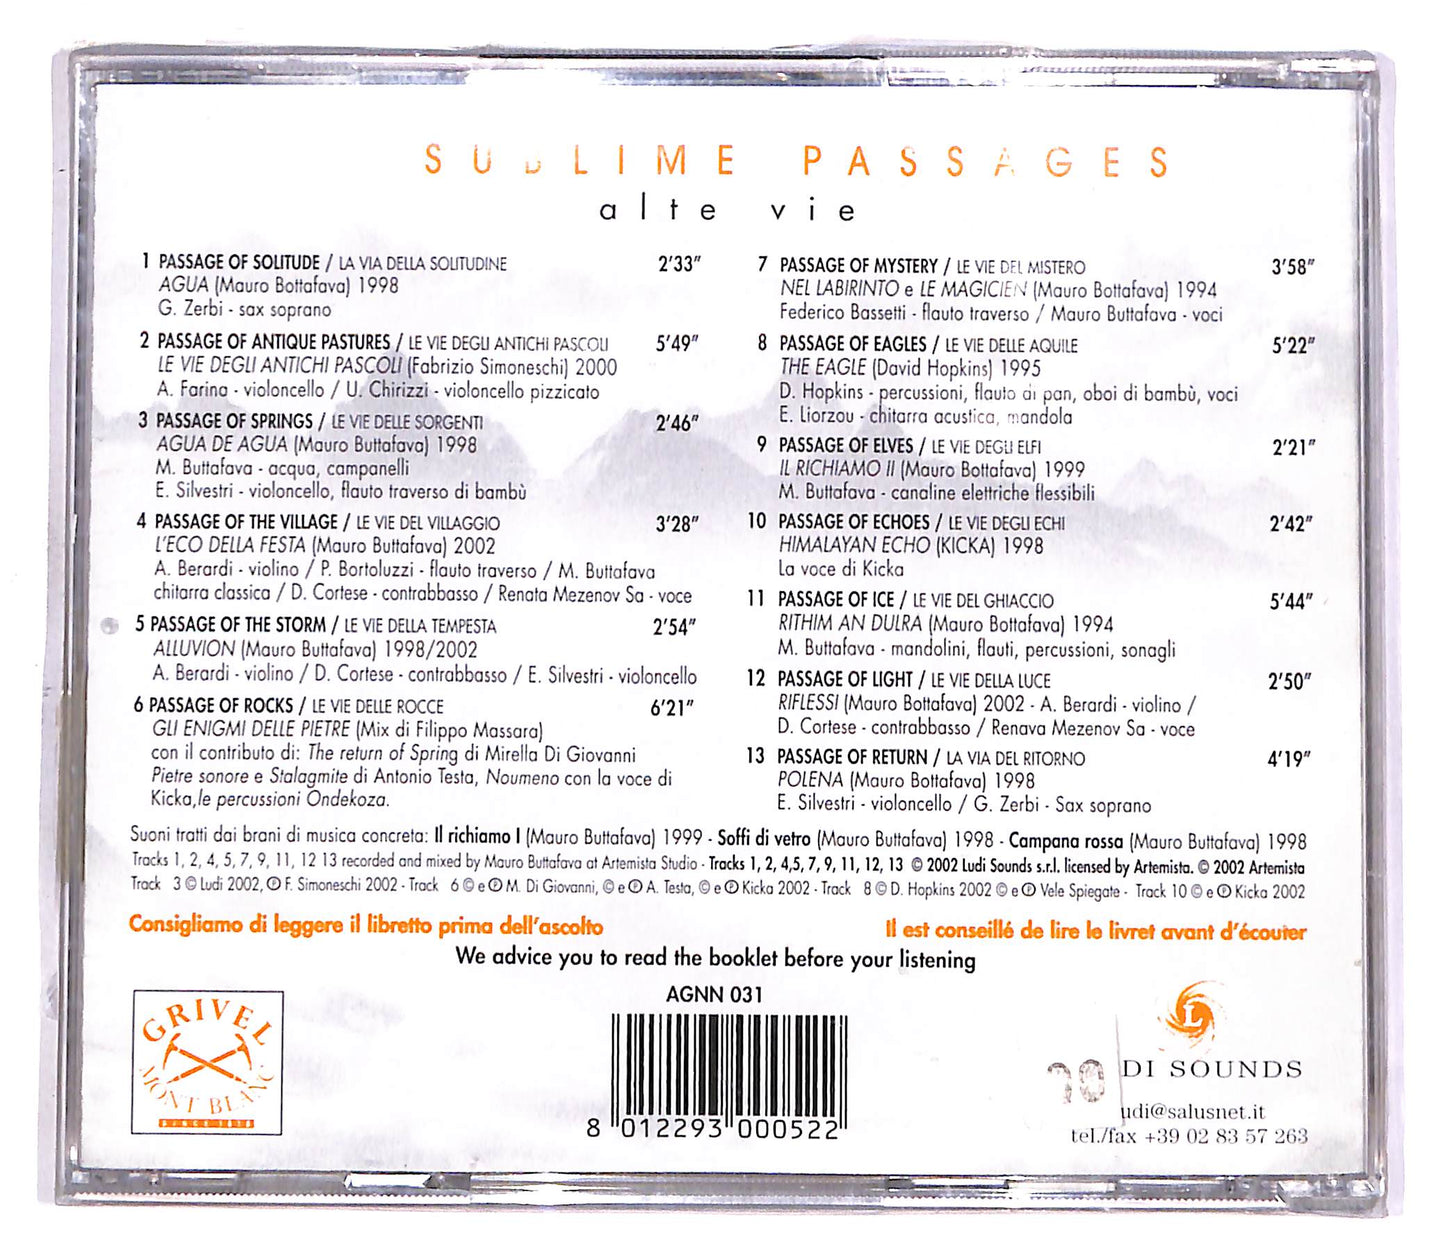 SUBLIME PASSAGES
alte vie
1 PASSAGE OF SOLITUDE / LA VIA DELLA SOLITUDINE 2'33"
AGUA (Mauro Bottafava) 1998
G. Zerbi - sax soprano
2 PASSAGE OF ANTIQUE PASTURES / LE VIE DEGLI ANTICHI PASCOLI 5'49"
LE VIE DEGLI ANTICHI PASCOLI (Fabrizio Simoneschi) 2000
A. Farina - violoncello / U. Chirizzi - violoncello pizzicato
3 PASSAGE OF SPRINGS / LE VIE DELLE SORGENTI 2'46"
AGUA DE AGUA (Mauro Buttafava) 1998
M. Buttafava - acqua, campanelli
E. Silvestri - violoncello, flauto traverso di bambù
4 PASSAGE OF THE VILLAGE / LE VIE DEL VILLAGGIO 3'28"
L'ECO DELLA FESTA (Mauro Buttafava) 2002
A. Berardi - violino / P. Bortoluzzi - flauto traverso / M. Buttafava
chitarra classica / D. Cortese - contrabbasso / Renata Mezenov Sa - voce
5 PASSAGE OF THE STORM / LE VIE DELLA TEMPESTA 2'54"
ALLUVION (Mauro Buttafava) 1998/2002
A. Berardi - violino / D. Cortese - contrabbasso / E. Silvestri - violoncello
6 PASSAGE OF ROCKS / LE VIE DELLE ROCCE 6'21"
GLI ENIGMI DELLE PIETRE (Mix di Filippo Massara)
con il contributo di: The return of Spring di Mirella Di Giovanni
Pietre sonore e Stalagmite di Antonio Testa, Noumeno con la voce di
Kicka,le percussioni Ondekoza.
7 PASSAGE OF MYSTERY / LE VIE DEL MISTERO 3'58"
NEL LABIRINTO e LE MAGICIEN (Mauro Bottafava) 1994
Federico Bassetti - flauto traverso / Mauro Buttafava - voci
8 PASSAGE OF EAGLES / LE VIE DELLE AQUILE 5'22"
THE EAGLE (David Hopkins) 1995
D. Hopkins - percussioni, flauto di pan, oboi di bambù, voci
E. Liorzou - chitarra acustica, mandola
9 PASSAGE OF ELVES / LE VIE DEGLI ELFI 2'21"
IL RICHIAMO II (Mauro Bottafava) 1999
M. Buttafava - canaline elettriche flessibili
10 PASSAGE OF ECHOES / LE VIE DEGLI ECHI 2'42"
HIMALAYAN ECHO (KICKA) 1998
La voce di Kicka
11 PASSAGE OF ICE / LE VIE DEL GHIACCIO 5'44"
RITHIM AN DULRA (Mauro Bottafava) 1994
M. Buttafava - mandolini, flauti, percussioni, sonagli
12 PASSAGE OF LIGHT / LE VIE DELLA LUCE 2'50"
RIFLESSI (Mauro Bottafava) 2002 - A. Berardi - violino /
D. Cortese - contrabbasso / Renava Mezenov Sa - voce
13 PASSAGE OF RETURN / LA VIA DEL RITORNO 4'19"
POLENA (Mauro Bottafava) 1998
E. Silvestri - violoncello / G. Zerbi - Sax soprano
Suoni tratti dai brani di musica concreta: Il richiamo I (Mauro Buttafava) 1999 - Soffi di vetro (Mauro Buttafava) 1998 - Campana rossa (Mauro Buttafava) 1998
Tracks 1, 2, 4, 5, 7, 9, 11, 12 13 recorded and mixed by Mauro Buttafava at Artemista Studio - Tracks 1, 2, 4,5, 7, 9, 11, 12, 13 © 2002 Ludi Sounds s.r.l. licensed by Artemista. © 2002 Artemista
Track 3 © Ludi 2002, ℗ F. Simoneschi 2002 - Track 6 © e ℗ M. Di Giovanni, © e ℗ A. Testa, © e ℗ Kicka 2002 - Track 8 © D. Hopkins 2002 © e ℗ Vele Spiegate - Track 10 © e ℗ Kicka 2002
Consigliamo di leggere il libretto prima dell'ascolto
Il est conseillé de lire le livret avant d'écouter
We advice you to read the booklet before your listening
GRIVEL
MONT BLANC
SINCE 1818
AGNN 031
8 012293 000522
L
DI SOUNDS
udi@salusnet.it
tel./fax +39 02 83 57 263